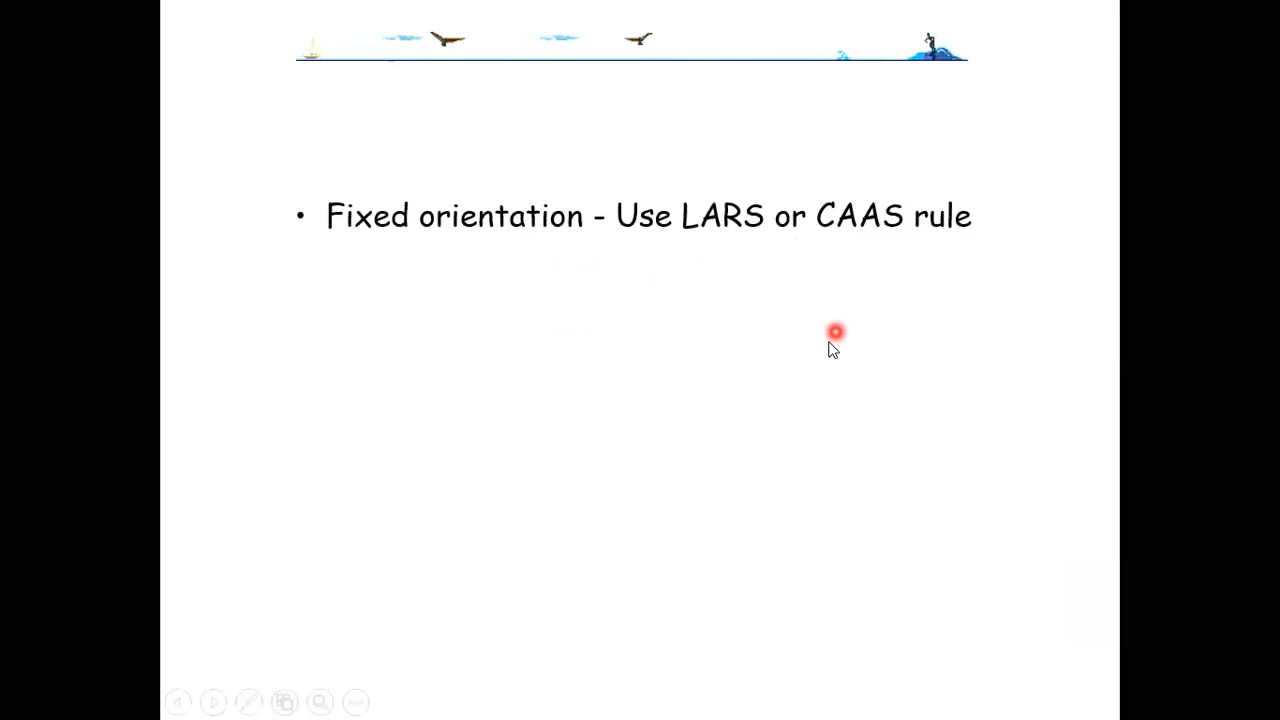 • Fixed orientation - Use LARS or CAAS rule